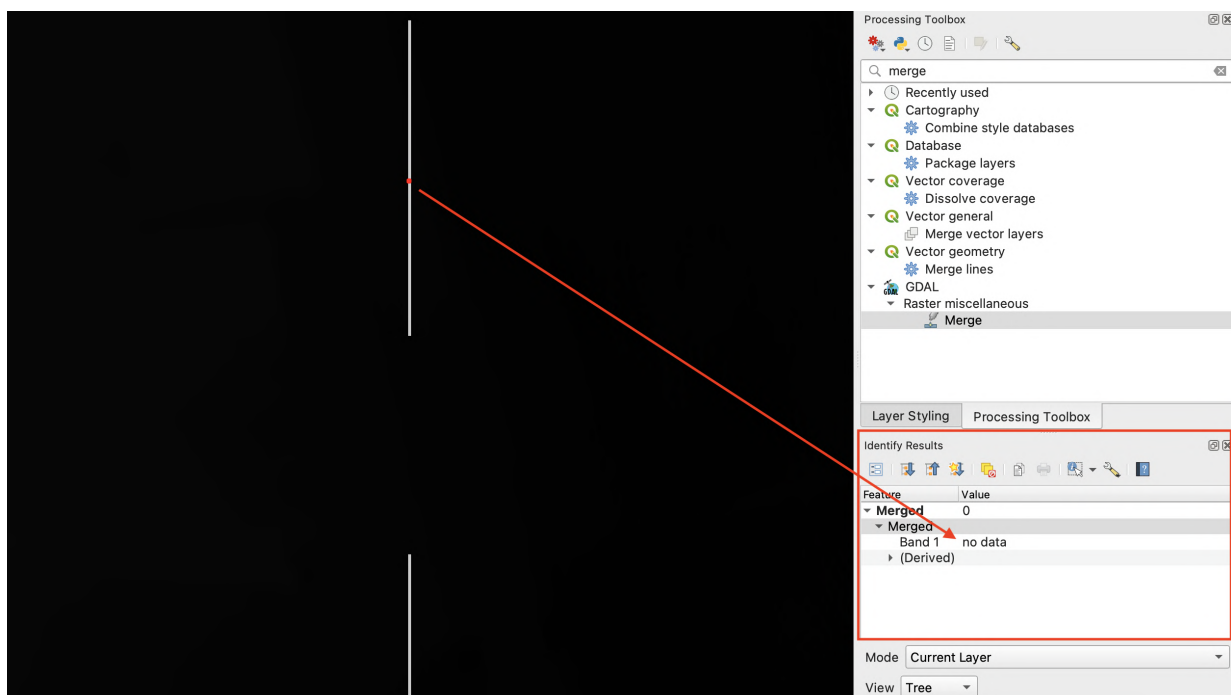 Processing Toolbox
merge
Recently used
Cartography
Combine style databases
Database
Package layers
Vector coverage
Dissolve coverage
Vector general
Merge vector layers
Vector geometry
Merge lines
GDAL
GDAL
Raster miscellaneous
Merge
Layer Styling Processing Toolbox
Identify Results
Feature Value
Merged 0
Merged
Band 1 no data
(Derived)
Mode Current Layer
View Tree